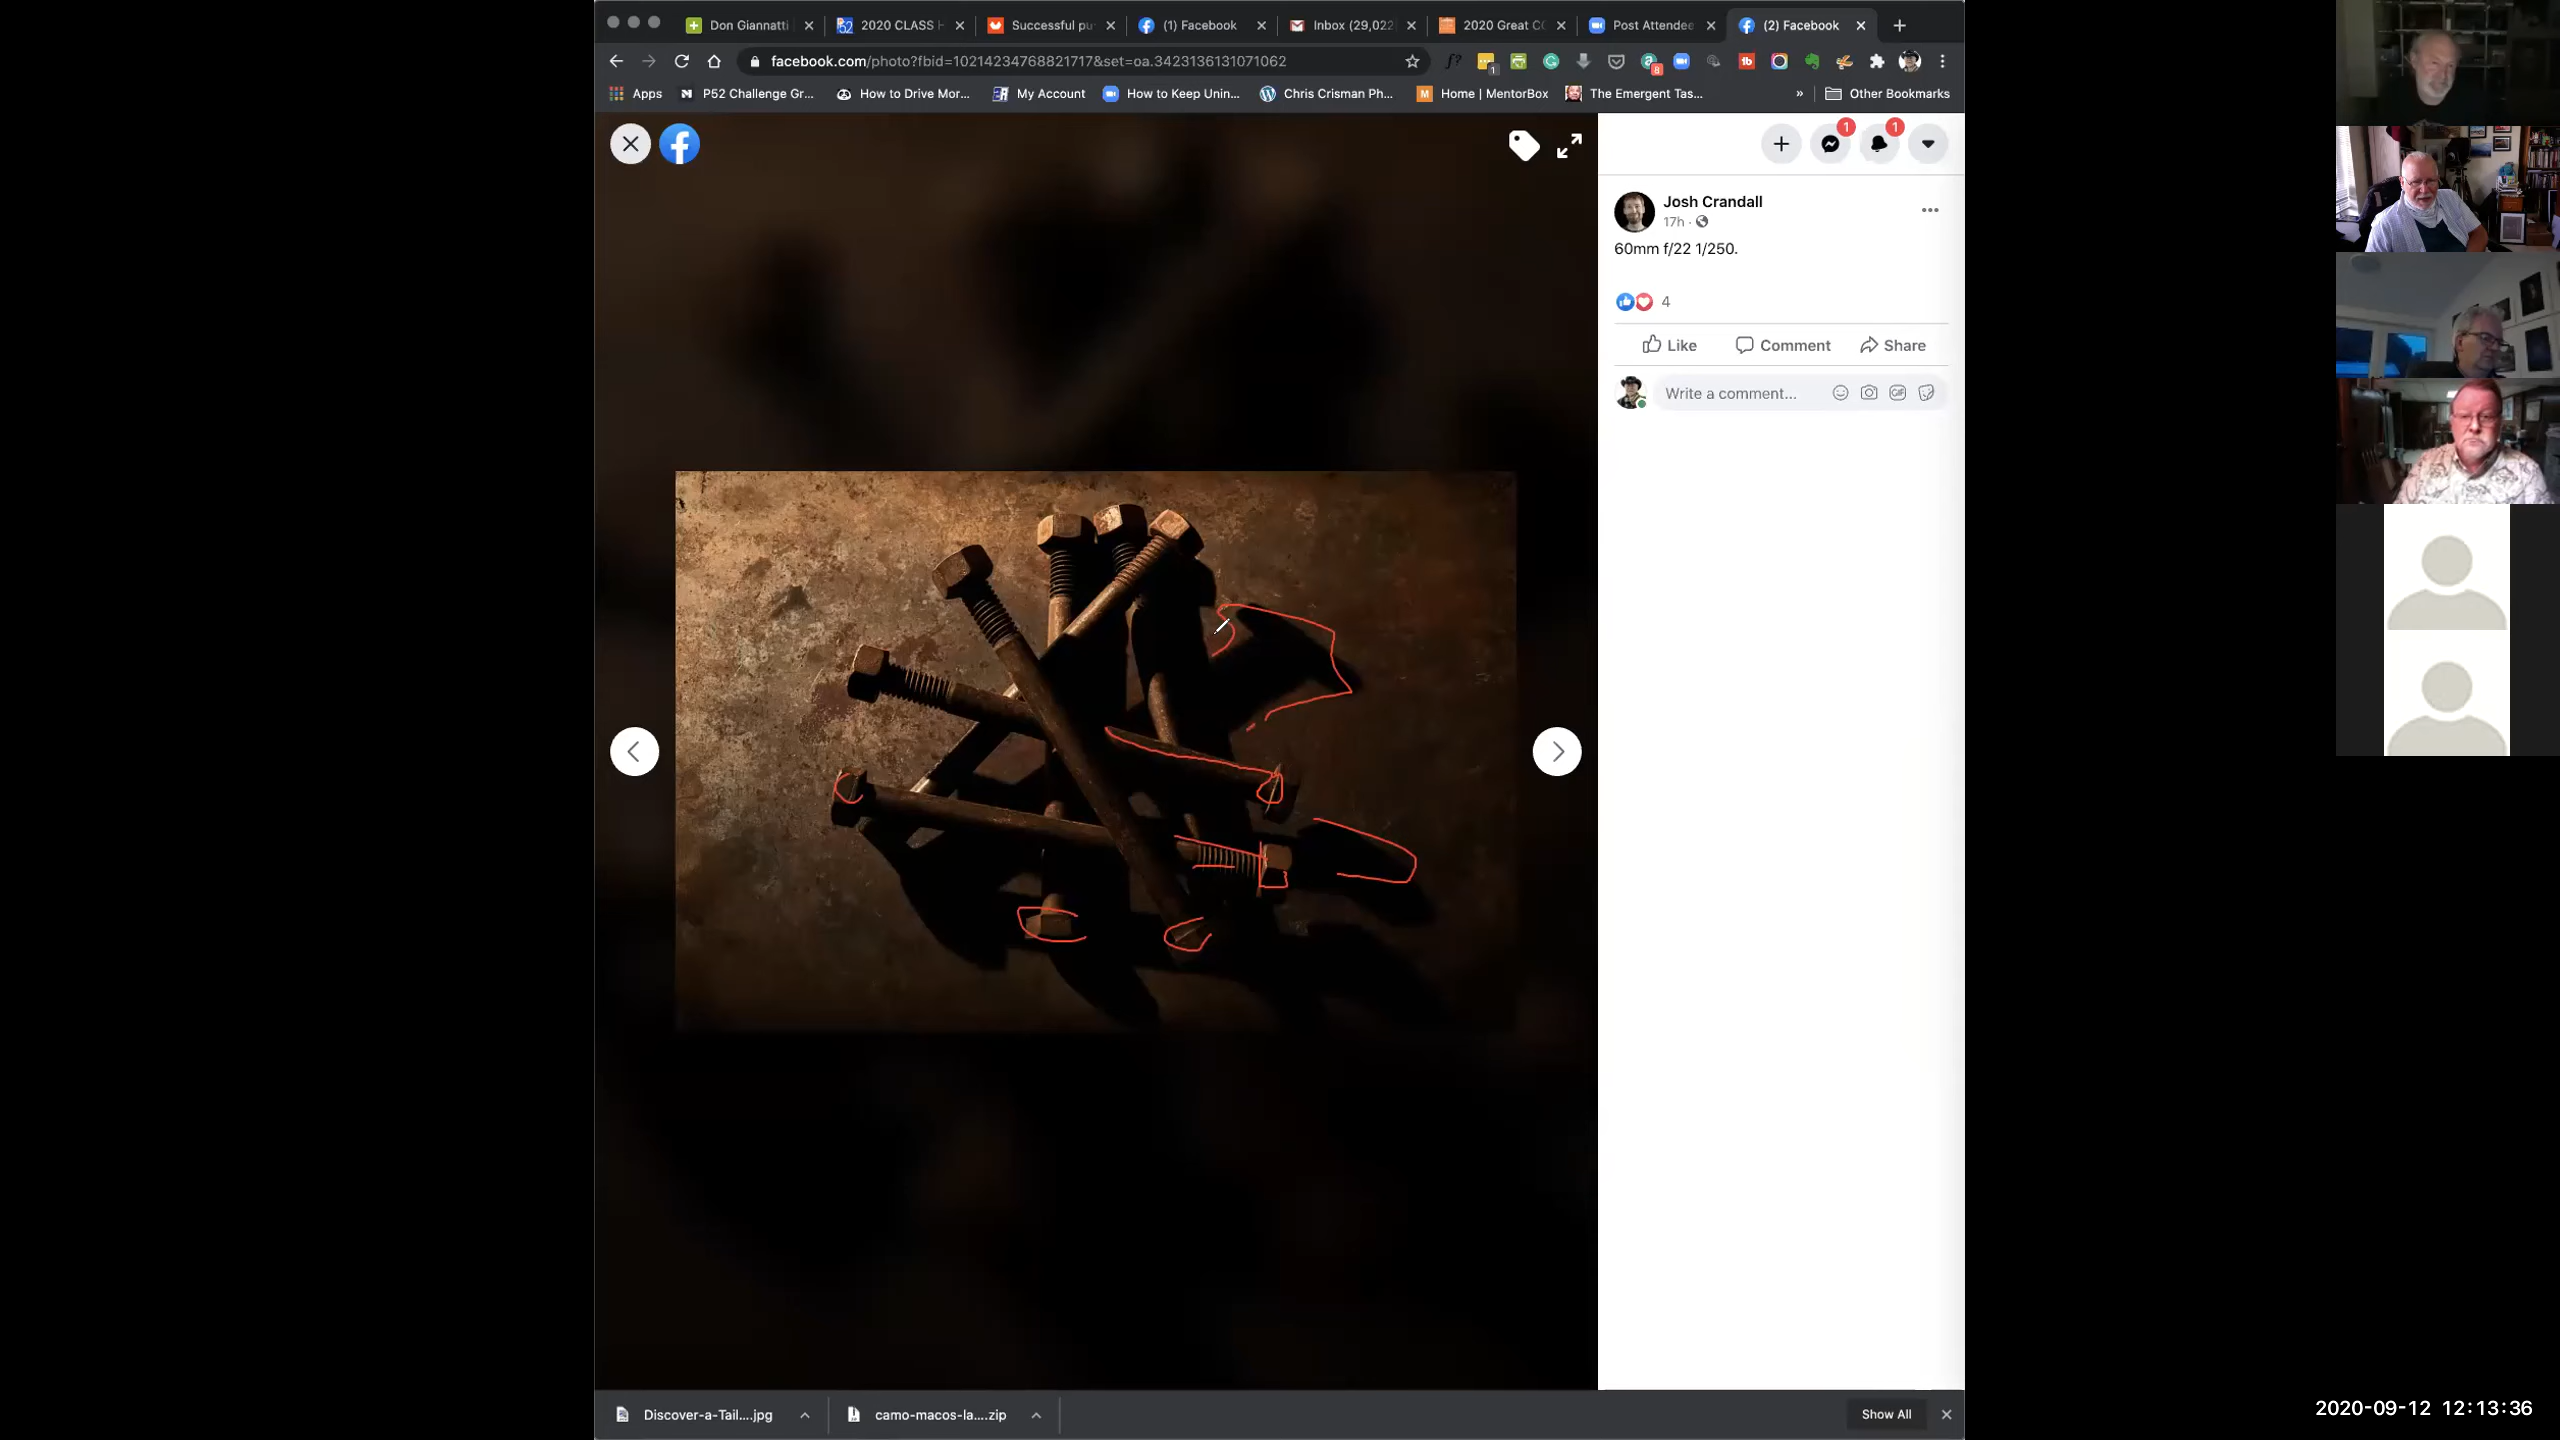 Don Giannatti
2020 CLASS H
Successful pu
(1) Facebook
Inbox (29,022
2020 Great CO
Post Attendee
(2) Facebook
facebook.com/photo?fbid=10214234768821717&set=oa.3423136131071062
Apps
P52 Challenge Gr...
How to Drive Mor...
My Account
How to Keep Unin...
Chris Crisman Ph...
Home | MentorBox
The Emergent Tas...
»
Other Bookmarks
1
1
Josh Crandall
17h ·
60mm f/22 1/250.
4
Like
Comment
Share
Write a comment...
GIF
Discover-a-Tail....jpg
camo-macos-la....zip
Show All
2020-09-12 12:13:36